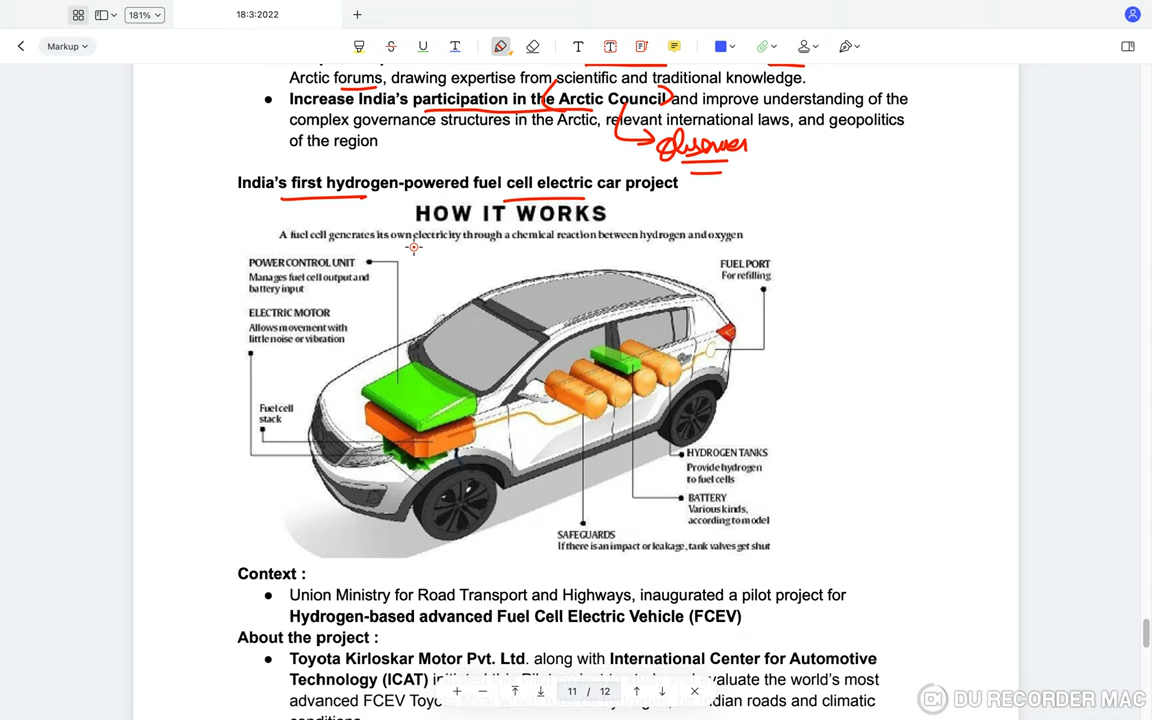 181%
18:3:2022
Markup
Arctic forums, drawing expertise from scientific and traditional knowledge.
● Increase India's participation in the Arctic Council and improve understanding of the
complex governance structures in the Arctic, relevant international laws, and geopolitics
of the region
observer
India's first hydrogen-powered fuel cell electric car project
HOW IT WORKS
A fuel cell generates its own electricity through a chemical reaction between hydrogen and oxygen
POWER CONTROL UNIT
Manages fuel cell output and
battery input
ELECTRIC MOTOR
Allows movement with
little noise or vibration
Fuel cell
stack
FUEL PORT
For refilling
HYDROGEN TANKS
Provide hydrogen
to fuel cells
BATTERY
Various kinds,
according to model
SAFEGUARDS
If there is an impact or leakage, tank valves get shut
Context :
● Union Ministry for Road Transport and Highways, inaugurated a pilot project for
Hydrogen-based advanced Fuel Cell Electric Vehicle (FCEV)
About the project :
● Toyota Kirloskar Motor Pvt. Ltd. along with International Center for Automotive
Technology (ICAT) evaluate the world's most
advanced FCEV Toyota Indian roads and climatic
11 / 12
DU RECORDER MAC